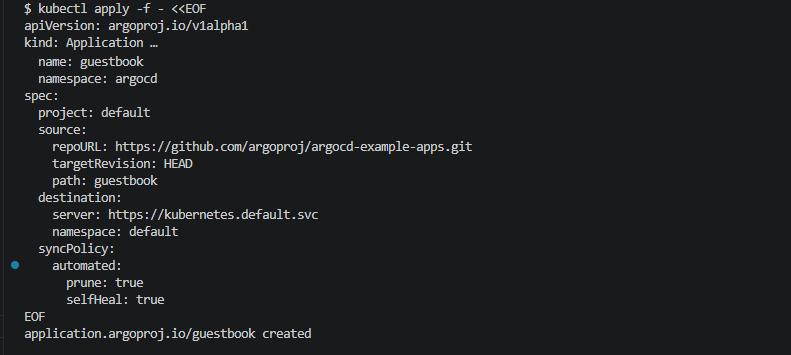 $ kubectl apply -f - <<EOF
apiVersion: argoproj.io/v1alpha1
kind: Application …
  name: guestbook
  namespace: argocd
spec:
  project: default
  source:
    repoURL: https://github.com/argoproj/argocd-example-apps.git
    targetRevision: HEAD
    path: guestbook
  destination:
    server: https://kubernetes.default.svc
    namespace: default
  syncPolicy:
    automated:
      prune: true
      selfHeal: true
EOF
application.argoproj.io/guestbook created